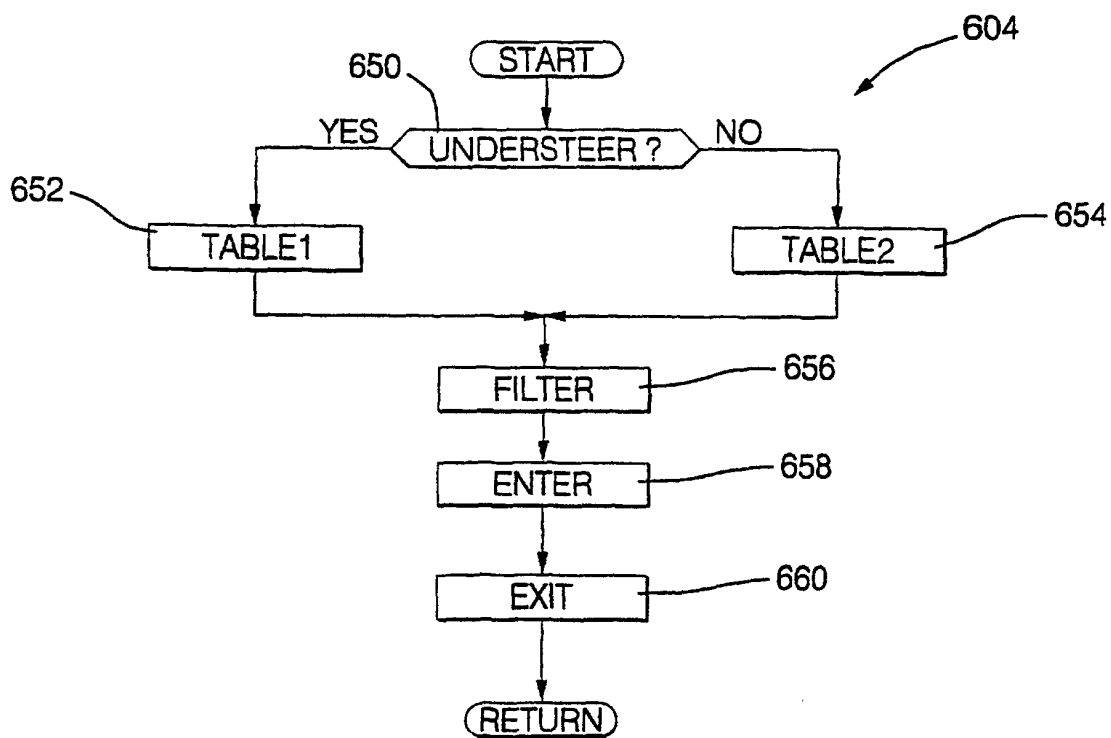 604
START
650
YES
UNDERSTEER ?
NO
652
TABLE1
654
TABLE2
656
FILTER
658
ENTER
660
EXIT
RETURN